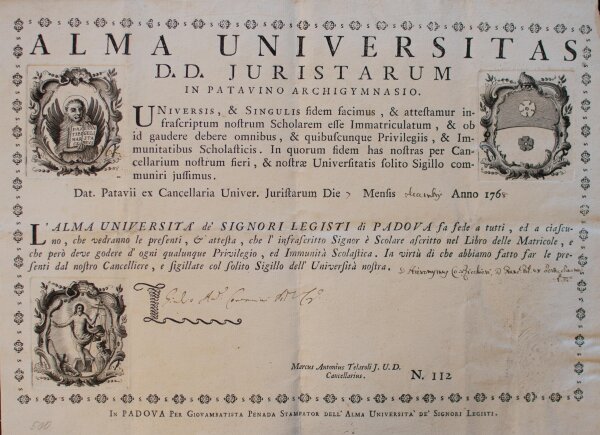 ALMA UNIVERSITAS
D. D. JURISTARUM
IN PATAVINO ARCHIGYMNASIO.
UNIVERSIS, & SINGULIS fidem facimus, & attestamur in-
frascriptum nostrum Scholarem esse Immatriculatum, & ob
id gaudere debere omnibus, & quibuscunque Privilegiis, & Im-
munitatibus Scholasticis. In quorum fidem has nostras per Can-
cellarium nostrum fieri, & nostræ Universitatis solito Sigillo com-
muniri jussimus.
Dat. Patavii ex Cancellaria Univer. Juristarum Die 7 Mensis Anno 1768
L'ALMA UNIVERSITA' de' SIGNORI LEGISTI di PADOVA fa fede a tutti, ed a ciascu-
no, che vedranno le presenti, & attesta, che l' infrascritto Signor è Scolare ascritto nel Libro delle Matricole, e
che però deve godere d' ogni qualunque Privilegio, ed Immunità Scolastica. In virtù di che abbiamo fatto far le pre-
senti dal nostro Cancelliere, e sigillate col solito Sigillo dell' Università nostra.
Marcus Antonius Telaroli J. U. D.
Cancellarius.
N. 112
IN PADOVA PER GIOVAMBATISTA PENADA STAMPATOR DELL' ALMA UNIVERSITA' DE' SIGNORI LEGISTI.
500